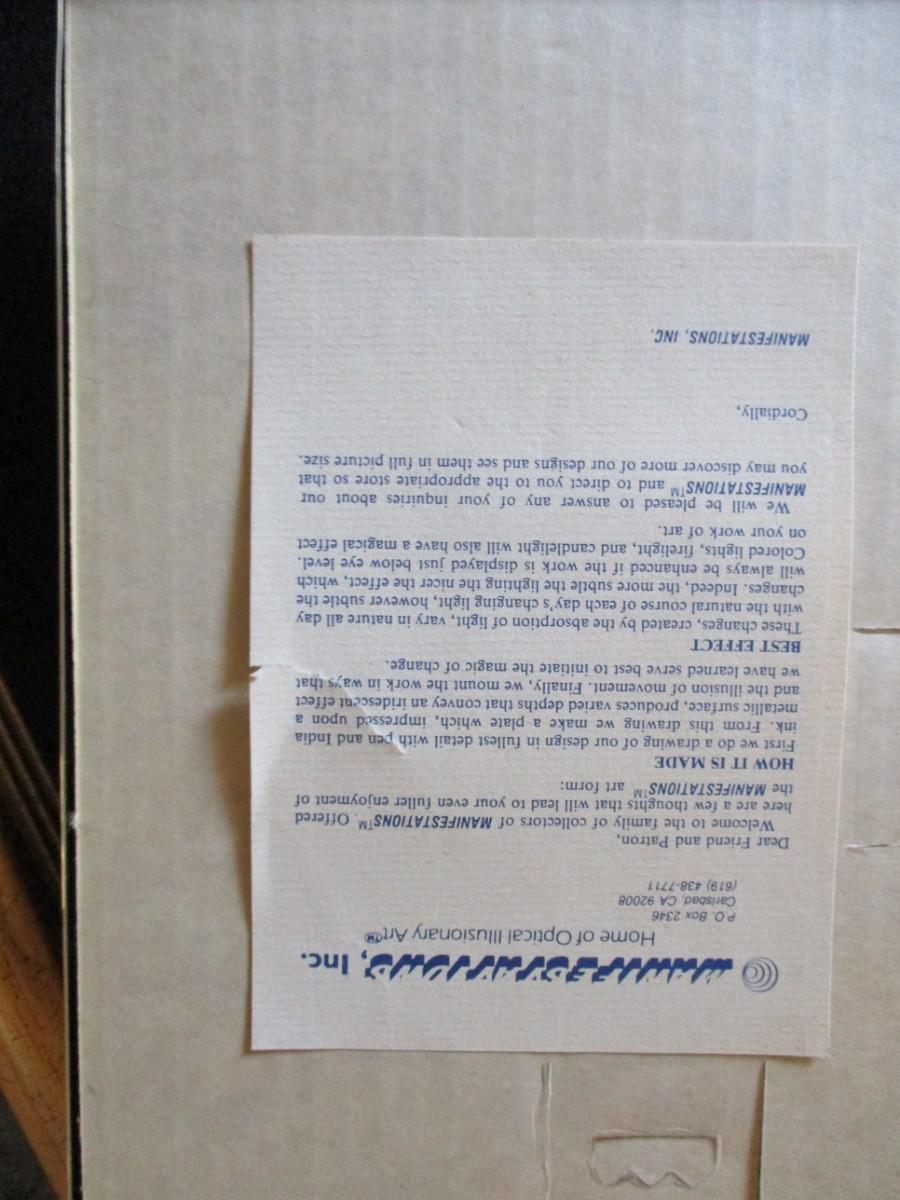 MANIFESTATIONS, Inc.
Home of Optical Illusionary Art™
P.O. Box 2346
Carlsbad, CA 92008
(619) 438-7711
Dear Friend and Patron,
Welcome to the family of collectors of MANIFESTATIONS™. Offered
here are a few thoughts that will lead to your even fuller enjoyment of
the MANIFESTATIONS™ art form:
HOW IT IS MADE
First we do a drawing of our design in fullest detail with pen and India
ink. From this drawing we make a plate which, impressed upon a
metallic surface, produces varied depths that convey an iridescent effect
and the illusion of movement. Finally, we mount the work in ways that
we have learned serve best to initiate the magic of change.
BEST EFFECT
These changes, created by the absorption of light, vary in nature all day
with the natural course of each day's changing light, however subtle the
changes. Indeed, the more subtle the lighting the nicer the effect, which
will always be enhanced if the work is displayed just below eye level.
Colored lights, firelight, and candlelight will also have a magical effect
on your work of art.
We will be pleased to answer any of your inquiries about our
MANIFESTATIONS™ and to direct you to the appropriate store so that
you may discover more of our designs and see them in full picture size.
Cordially,
MANIFESTATIONS, INC.